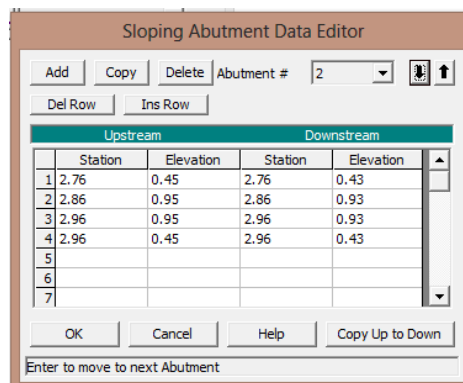 Sloping Abutment Data Editor
Add Copy Delete Abutment # 2
Del Row Ins Row
Upstream Downstream
Station Elevation Station Elevation
1 2.76 0.45 2.76 0.43
2 2.86 0.95 2.86 0.93
3 2.96 0.95 2.96 0.93
4 2.96 0.45 2.96 0.43
5
6
7
OK Cancel Help Copy Up to Down
Enter to move to next Abutment